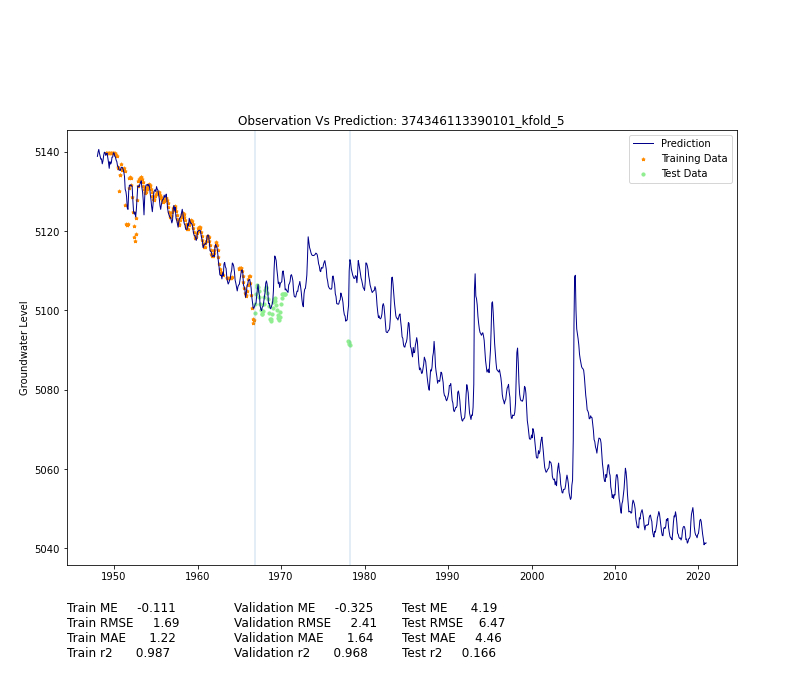 Observation Vs Prediction: 374346113390101_kfold_5
Prediction
Training Data
Test Data
Groundwater Level
5140
5120
5100
5080
5060
5040
1950 1960 1970 1980 1990 2000 2010 2020
Train ME -0.111 Validation ME -0.325 Test ME 4.19
Train RMSE 1.69 Validation RMSE 2.41 Test RMSE 6.47
Train MAE 1.22 Validation MAE 1.64 Test MAE 4.46
Train r2 0.987 Validation r2 0.968 Test r2 0.166